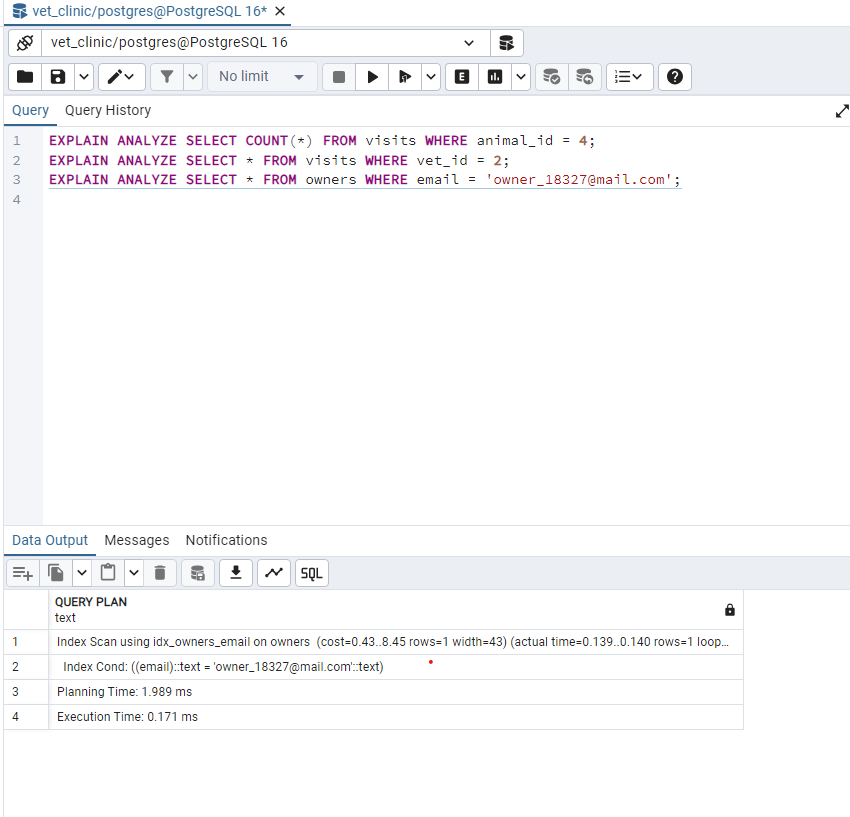 vet_clinic/postgres@PostgreSQL 16*
vet_clinic/postgres@PostgreSQL 16
No limit
E
Query Query History
1 EXPLAIN ANALYZE SELECT COUNT(*) FROM visits WHERE animal_id = 4;
2 EXPLAIN ANALYZE SELECT * FROM visits WHERE vet_id = 2;
3 EXPLAIN ANALYZE SELECT * FROM owners WHERE email = 'owner_18327@mail.com';
4
Data Output Messages Notifications
SQL
QUERY PLAN
text
1 Index Scan using idx_owners_email on owners (cost=0.43..8.45 rows=1 width=43) (actual time=0.139..0.140 rows=1 loop...
2 Index Cond: ((email)::text = 'owner_18327@mail.com'::text)
3 Planning Time: 1.989 ms
4 Execution Time: 0.171 ms